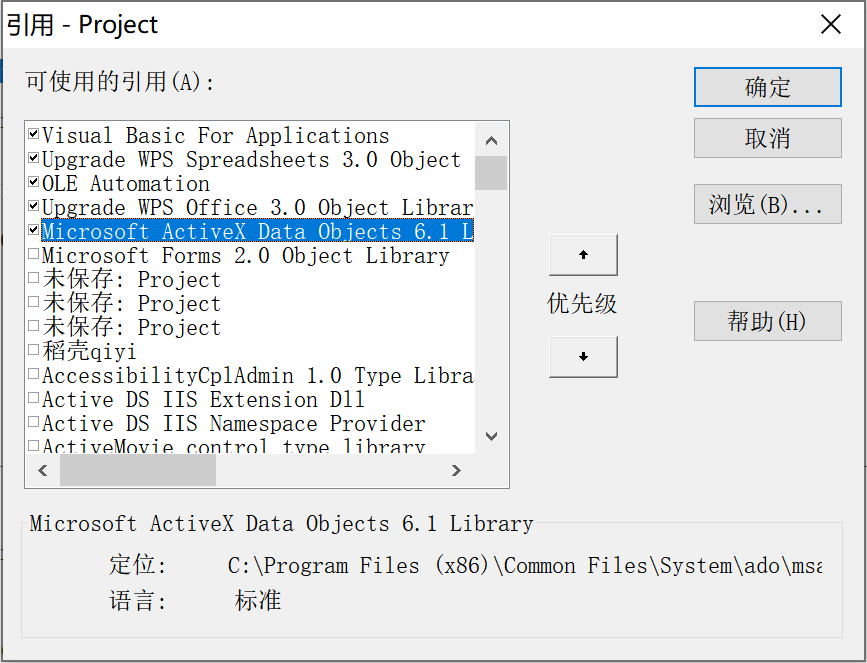 引用 - Project
可使用的引用(A):
Visual Basic For Applications
Upgrade WPS Spreadsheets 3.0 Object
OLE Automation
Upgrade WPS Office 3.0 Object Librar
Microsoft ActiveX Data Objects 6.1 L
Microsoft Forms 2.0 Object Library
未保存: Project
未保存: Project
未保存: Project
稻壳qiyi
AccessibilityCplAdmin 1.0 Type Libra
Active DS IIS Extension Dll
Active DS IIS Namespace Provider
ActiveMovie control type library
优先级
确定
取消
浏览(B)...
帮助(H)
Microsoft ActiveX Data Objects 6.1 Library
定位: C:\Program Files (x86)\Common Files\System\ado\msa
语言: 标准